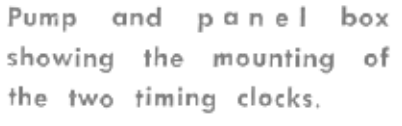 Pump and panel box
showing the mounting of
the two timing clocks.